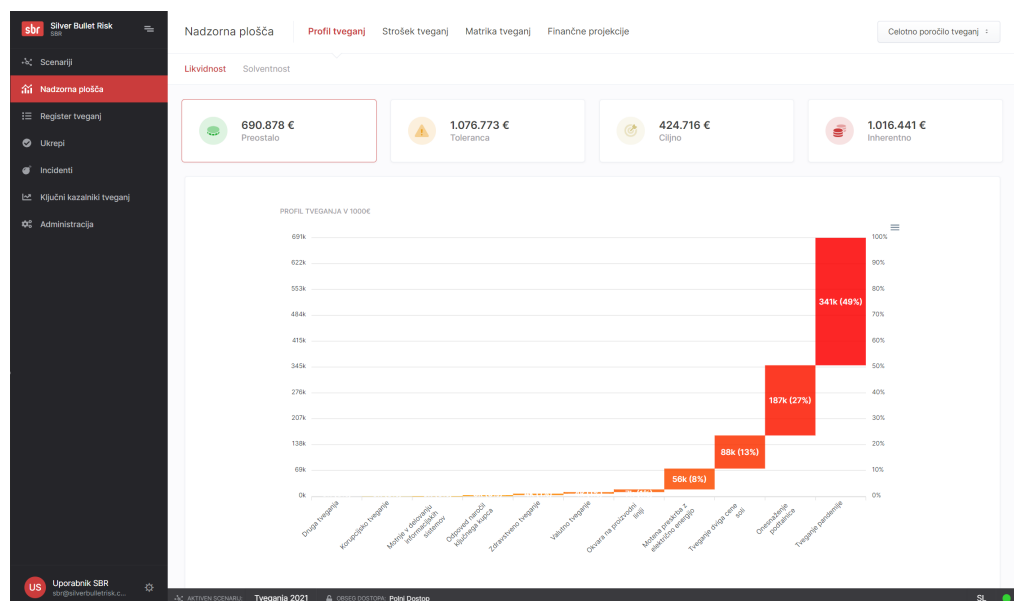 sbr
Silver Bullet Risk
SBR
Scenariji
Nadzorna plošča
Register tveganj
Ukrepi
Incidenti
Ključni kazalniki tveganj
Administracija
US
Uporabnik SBR
sbr@silverbulletrisk.c...
Nadzorna plošča
Profil tveganj
Strošek tveganj
Matrika tveganj
Finančne projekcije
Celotno poročilo tveganj
Likvidnost
Solventnost
690.878 €
Preostalo
1.076.773 €
Toleranca
424.716 €
Ciljno
1.016.441 €
Inherentno
PROFIL TVEGANJA V 1000€
691k
622k
553k
484k
415k
345k
276k
207k
138k
69k
0k
100%
90%
80%
70%
60%
50%
40%
30%
20%
10%
0%
341k (49%)
187k (27%)
88k (13%)
56k (8%)
Druga tveganja
Korupcijsko tveganje
Motnje v delovanju
informacijskih
sistemov
Odpoved naročil
ključnega kupca
Zdravstveno tveganje
Valutno tveganje
Okvara na proizvodni
liniji
Motena preskrbe z
električno energijo
Tveganje dviga cene
soli
Onesnaženje
podtalnice
Tveganje pandemije
AKTIVEN SCENARIJ: Tveganja 2021
OBSEG DOSTOPA: Polni Dostop
SL